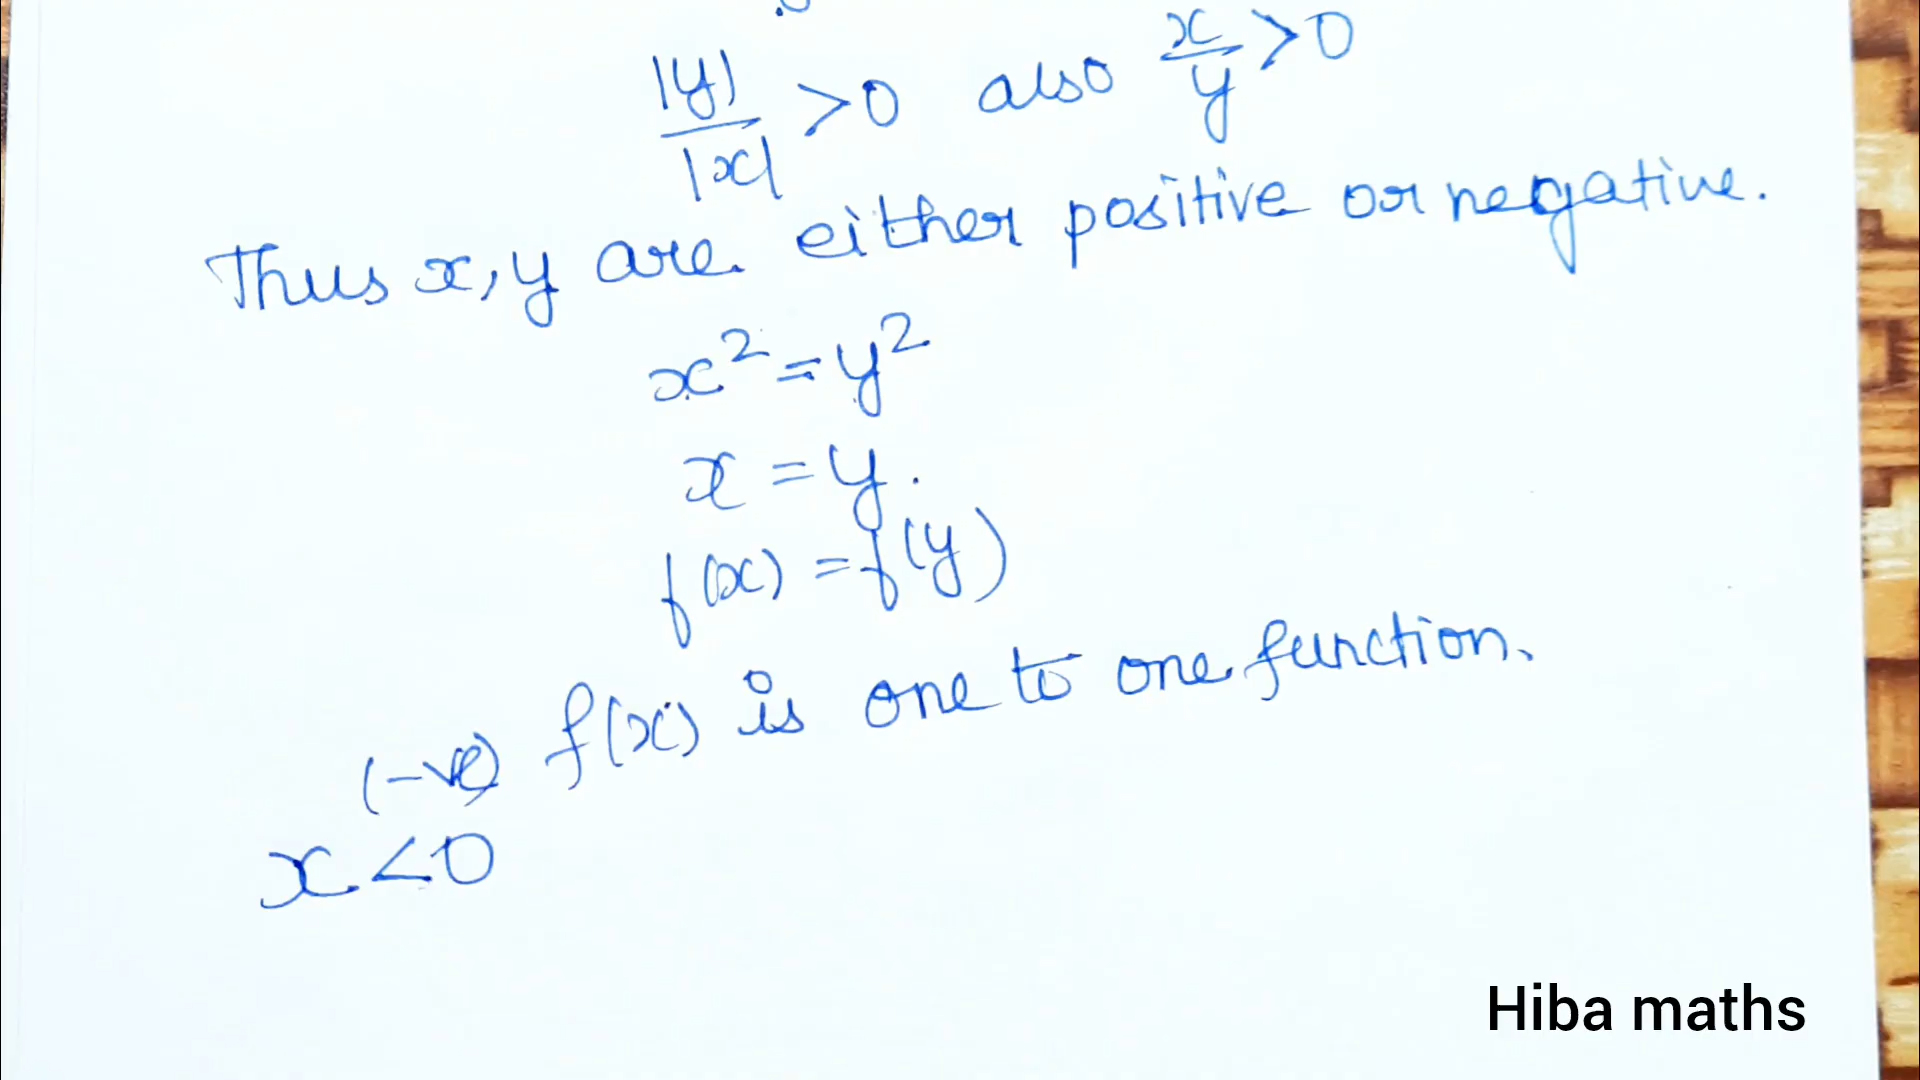 |y|/|x| >0 also x/y >0
Thus x, y are either positive or negative.
x² = y²
x = y.
f(x) = f(y)
(-ve) f(x) is one to one function.
x <0
Hiba maths